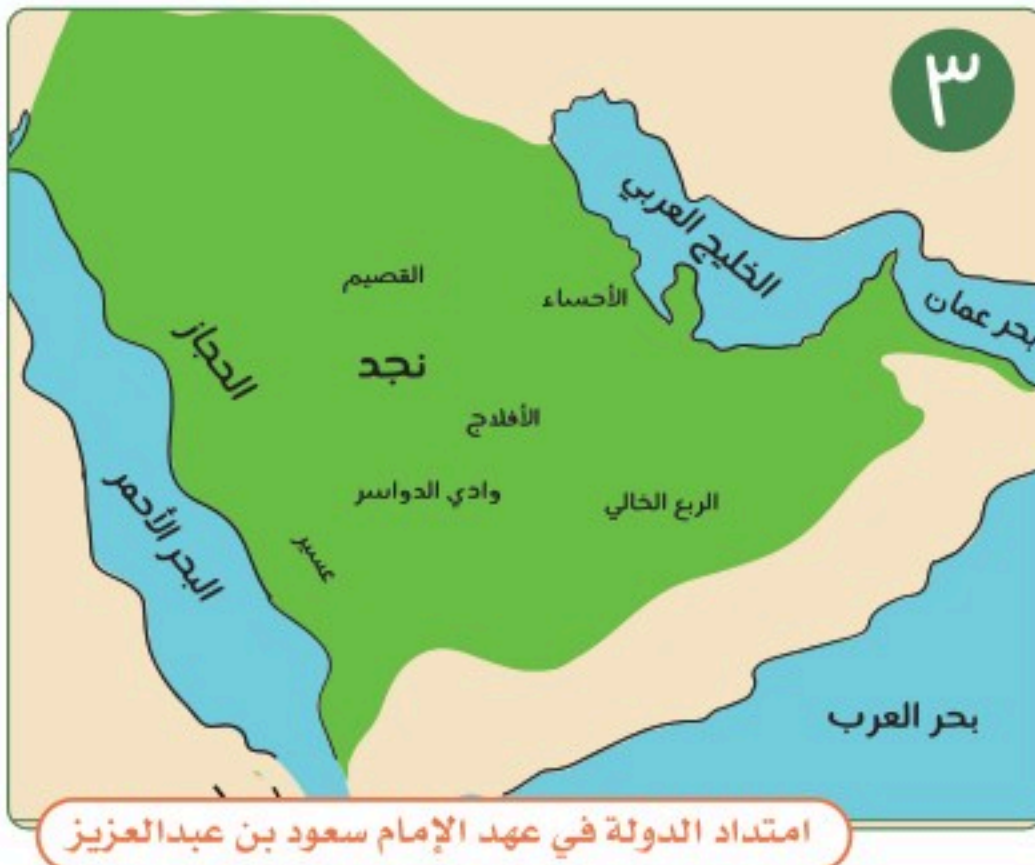 ٣
الخليج العربي
بحر عمان
القصيم
الأحساء
الحجاز
نجد
الأفلاج
وادي الدواسر
الربع الخالي
عسير
البحر الأحمر
بحر العرب
امتداد الدولة في عهد الإمام سعود بن عبدالعزيز